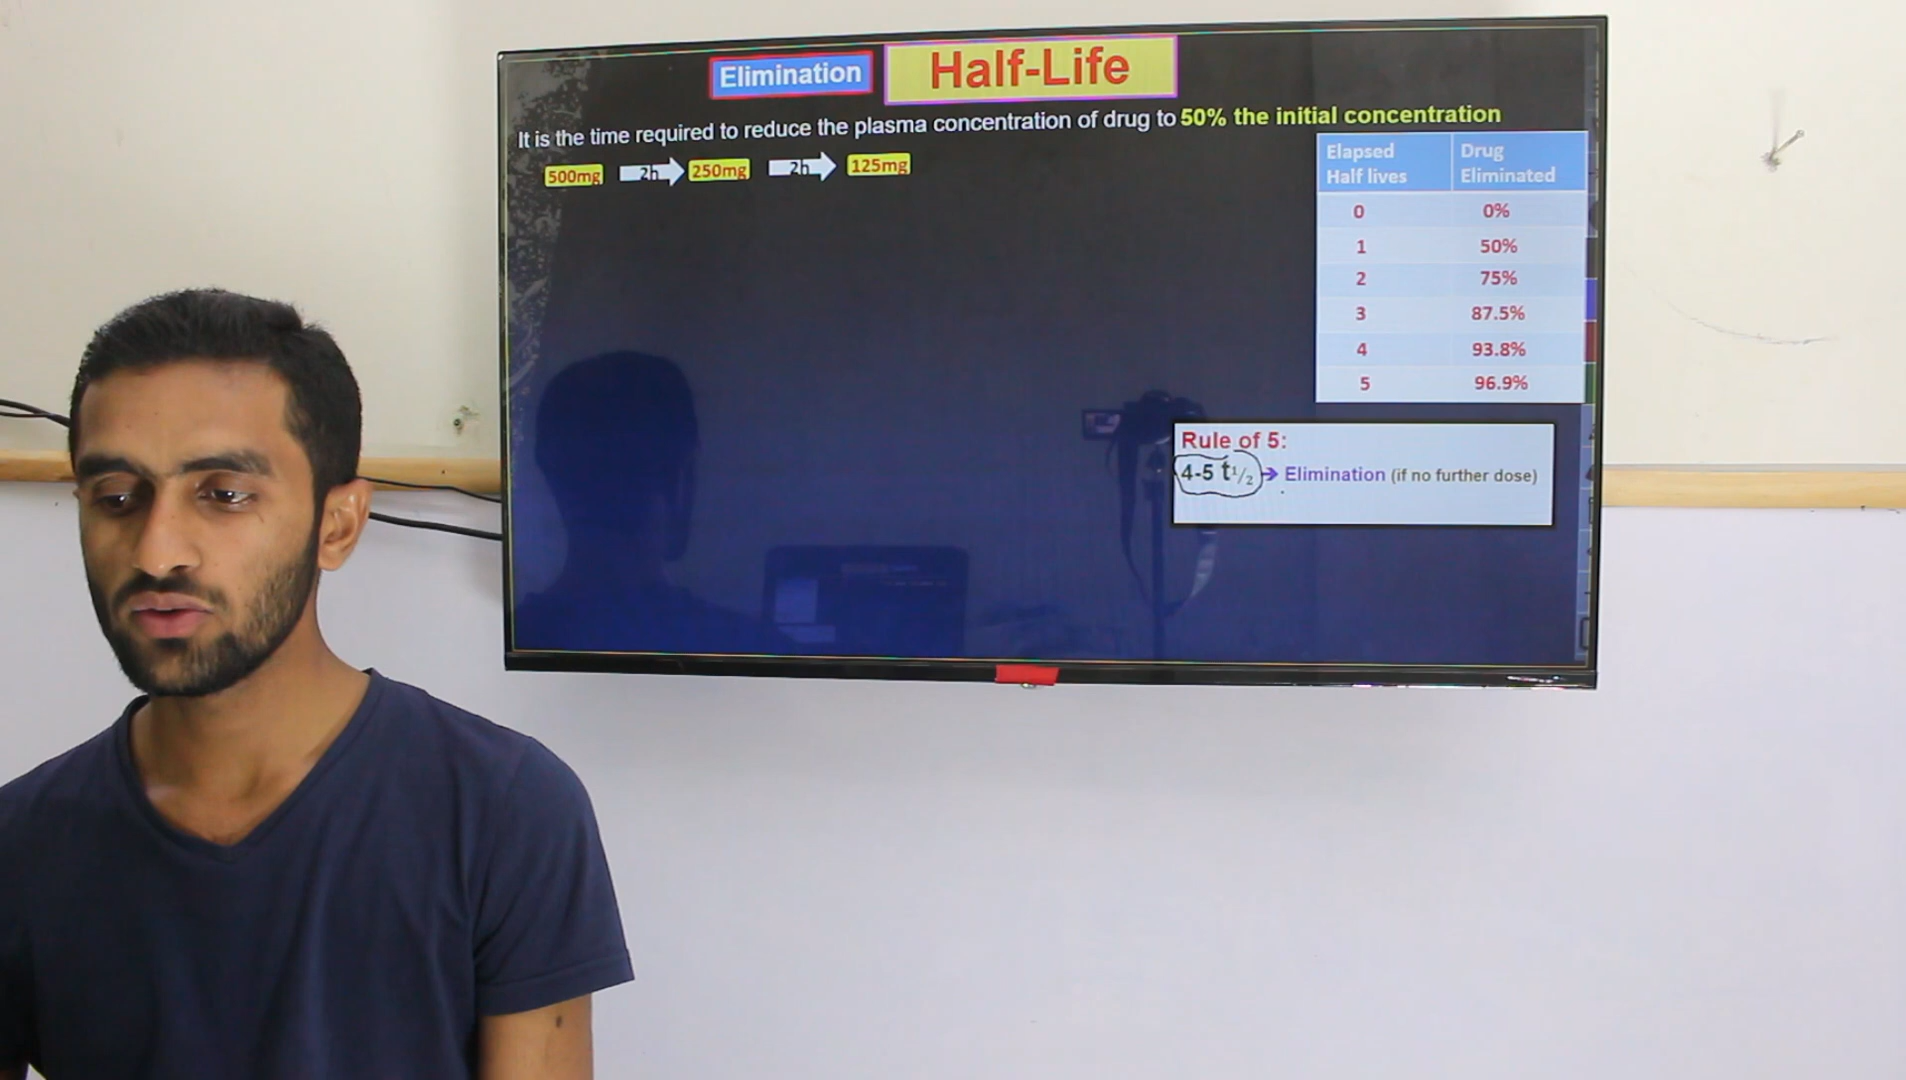 Elimination Half-Life
It is the time required to reduce the plasma concentration of drug to 50% the initial concentration
500mg 2h 250mg 2h 125mg
Elapsed Half lives Drug Eliminated
0 0%
1 50%
2 75%
3 87.5%
4 93.8%
5 96.9%
Rule of 5:
4-5 t1/2 → Elimination (if no further dose)